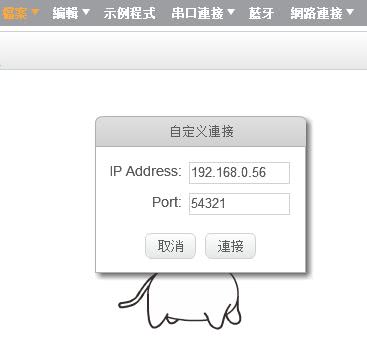 檔案 編輯 示例程式 串口連接 藍牙 網路連接
自定义連接
IP Address: 192.168.0.56
Port: 54321
取消 連接